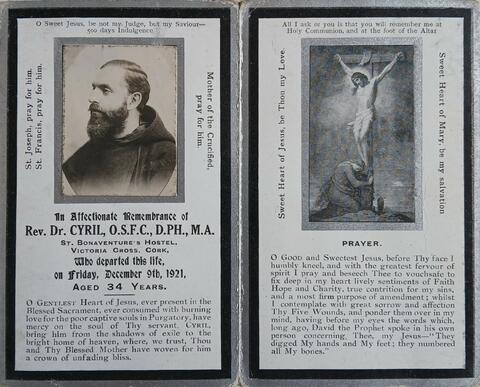 O Sweet Jesus, be not my Judge, but my Saviour—
500 days Indulgence.
St. Joseph, pray for him.
St. Francis, pray for him.
Mother of the Crucified,
pray for him.
In Affectionate Remembrance of
Rev. Dr. CYRIL, O.S.F.C., D.PH., M.A.
ST. BONAVENTURE'S HOSTEL,
VICTORIA CROSS, CORK,
Who departed this life,
on Friday, December 9th, 1921,
AGED 34 YEARS.
O GENTLEST Heart of Jesus, ever present in the
Blessed Sacrament, ever consumed with burning
love for the poor captive souls in Purgatory, have
mercy on the soul of Thy servant, CYRIL,
bring him from the shadows of exile to the
bright home of heaven, where, we trust, Thou
and Thy Blessed Mother have woven for him
a crown of unfading bliss.
All I ask or you is that you will remember me at
Holy Communion, and at the foot of the Altar
Sweet Heart of Jesus, be Thou my Love
Sweet Heart of Mary, be my salvation
PRAYER.
O GOOD and Sweetest Jesus, before Thy face I
humbly kneel, and with the greatest fervour of
spirit I pray and beseech Thee to vouchsafe to
fix deep in my heart lively sentiments of Faith
Hope and Charity, true contrition for my sins,
and a most firm purpose of amendment; whilst
I contemplate with great sorrow and affection
Thy Five Wounds, and ponder them over in my
mind, having before my eyes the words which,
long ago, David the Prophet spoke in his own
person concerning Thee, my Jesus—"They
digged My hands and My feet; they numbered
all My bones."